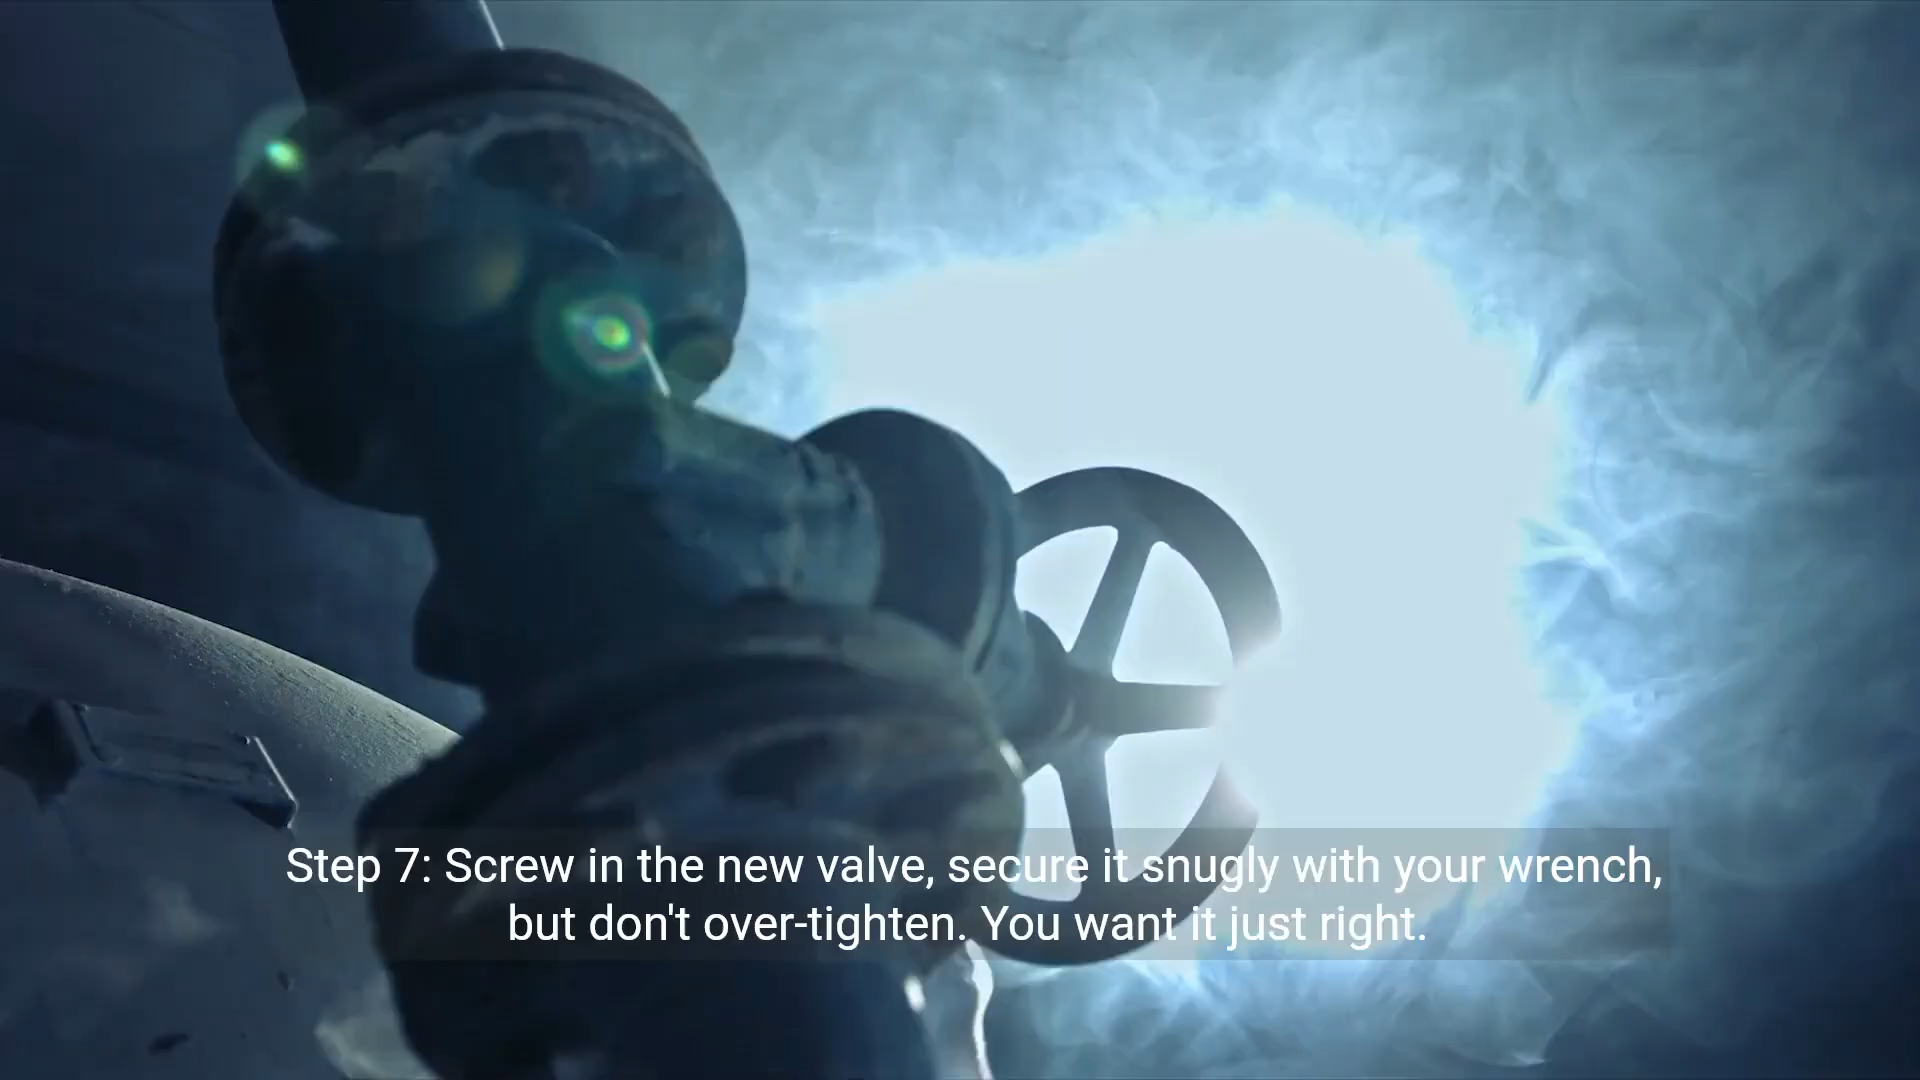 Step 7: Screw in the new valve, secure it snugly with your wrench,
but don't over-tighten. You want it just right.